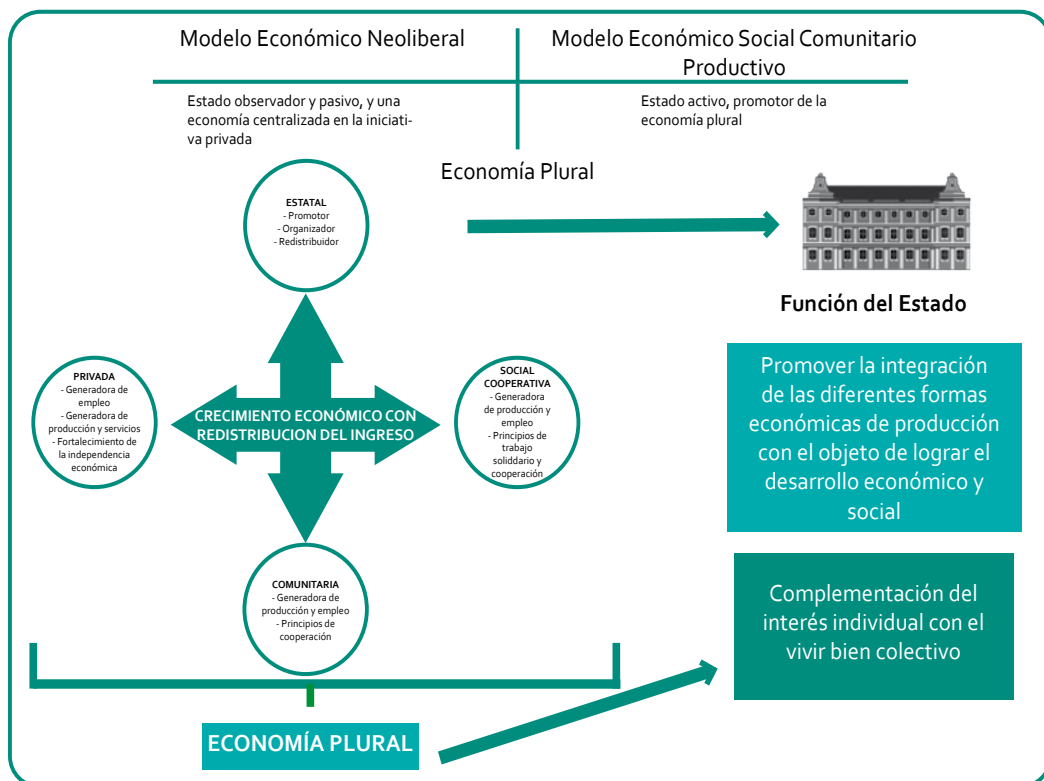 Modelo Económico Neoliberal
Modelo Económico Social Comunitario
Productivo
Estado observador y pasivo, y una
economía centralizada en la iniciati-
va privada
Estado activo, promotor de la
economía plural
Economía Plural
ESTATAL
- Promotor
- Organizador
- Redistribuidor
Función del Estado
PRIVADA
- Generadora de
empleo
- Generadora de
producción y servicios
- Fortalecimiento de
la independencia
económica
CRECIMIENTO ECONÓMICO CON
REDISTRIBUCION DEL INGRESO
SOCIAL
COOPERATIVA
- Generadora
de producción y
empleo
- Principios de
trabajo
soliddario y
cooperación
Promover la integración
de las diferentes formas
económicas de producción
con el objeto de lograr el
desarrollo económico y
social
COMUNITARIA
- Generadora de
producción y empleo
- Principios de
cooperación
Complementación del
interés individual con el
vivir bien colectivo
ECONOMÍA PLURAL